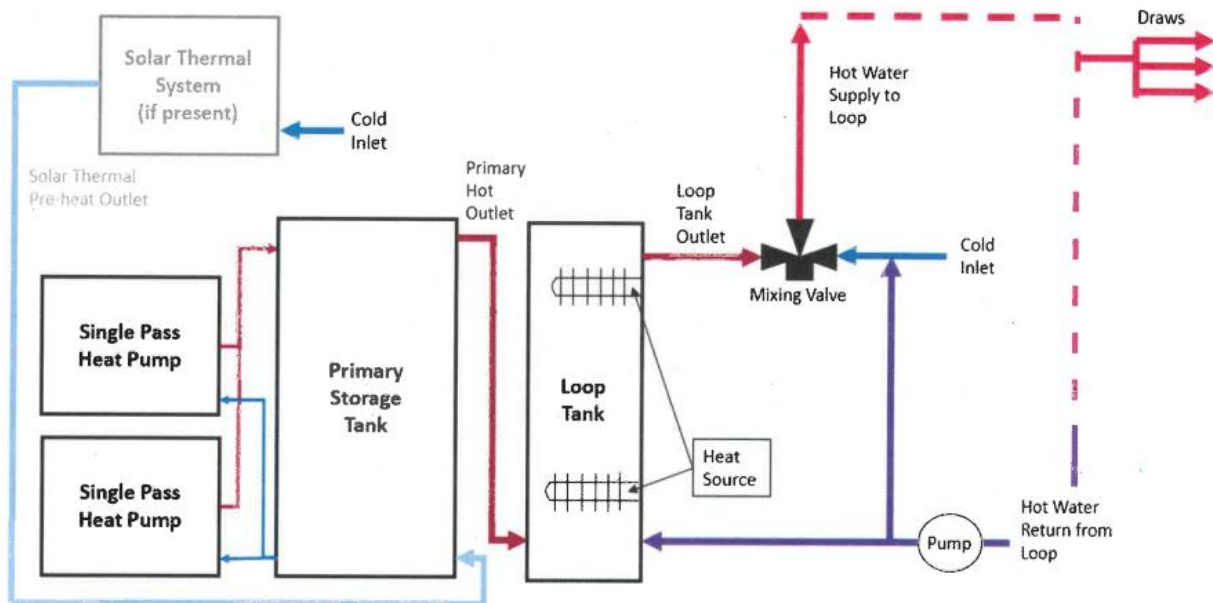 Solar Thermal
System
(if present)
Cold
Inlet
Solar Thermal
Pre-heat Outlet
Hot Water
Supply to
Loop
Draws
Primary
Hot
Outlet
Loop
Tank
Outlet
Cold
Inlet
Mixing Valve
Single Pass
Heat Pump
Single Pass
Heat Pump
Primary
Storage
Tank
Loop
Tank
Heat
Source
Pump
Hot Water
Return from
Loop